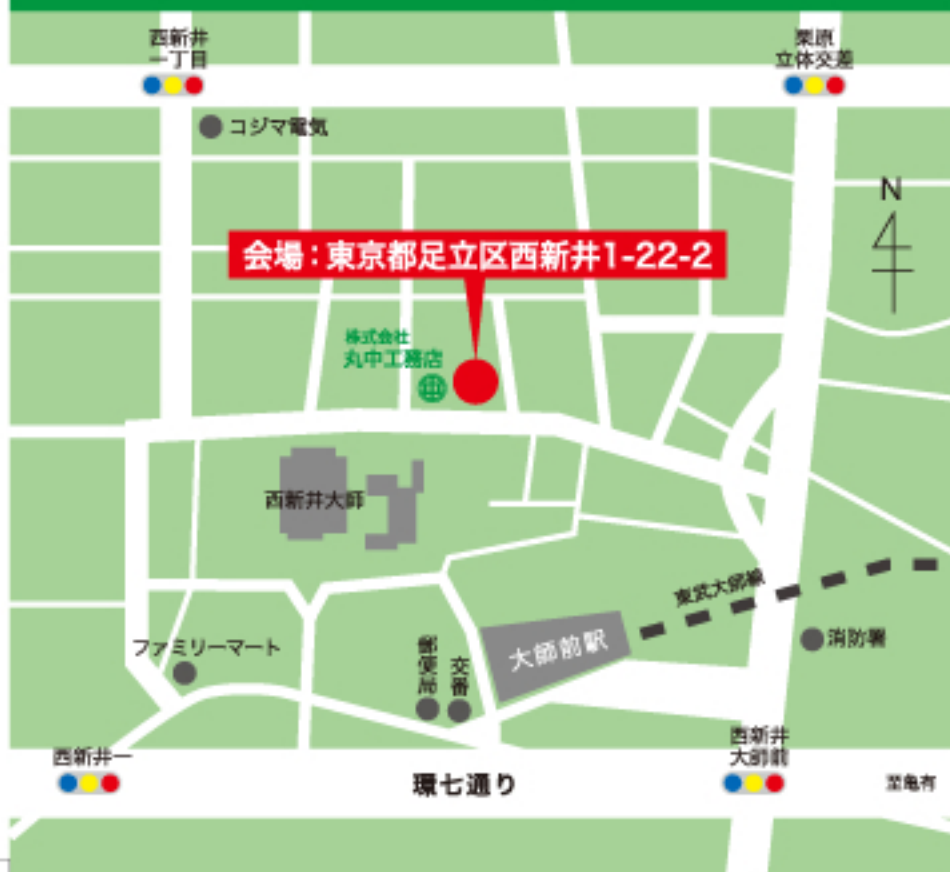 西新井
一丁目
栗原
立体交差
コジマ電気
N
会場：東京都足立区西新井1-22-2
株式会社
丸中工務店
西新井大師
東武大師線
消防署
大師前駅
ファミリーマート
郵便局
交番
西新井
大師前
西新井一
環七通り
至亀有